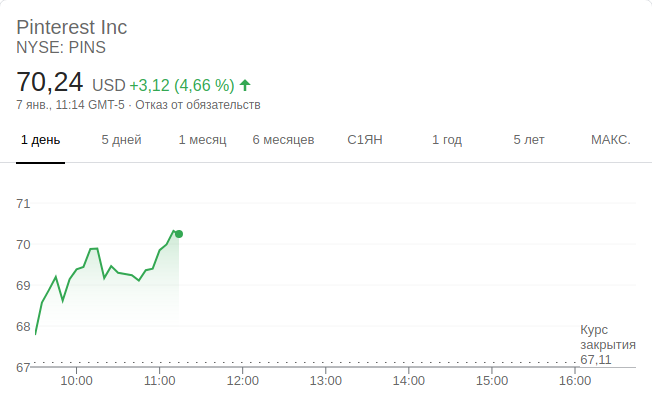 Pinterest Inc
NYSE: PINS
70,24 USD +3,12 (4,66 %)
7 янв., 11:14 GMT-5 · Отказ от обязательств
1 день 5 дней 1 месяц 6 месяцев С1ЯН 1 год 5 лет МАКС.
71
70
69
68
Курс
закрытия
67,11
67
10:00 11:00 12:00 13:00 14:00 15:00 16:00